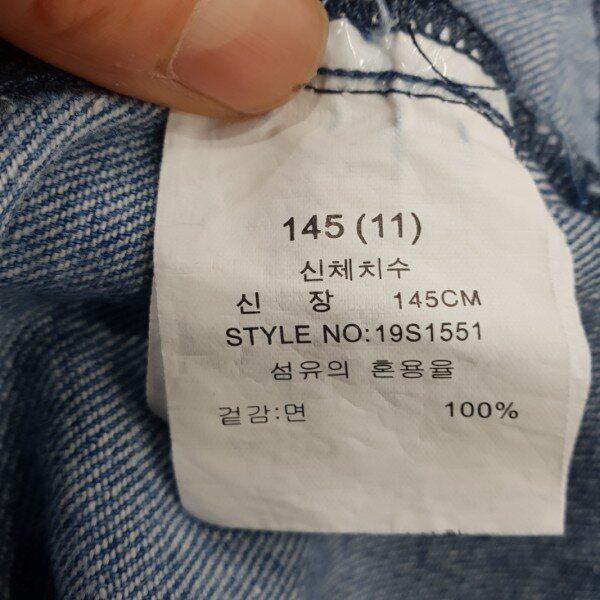 145 (11)
신체치수
신 장 145CM
STYLE NO:19S1551
섬유의 혼용율
겉감:면 100%